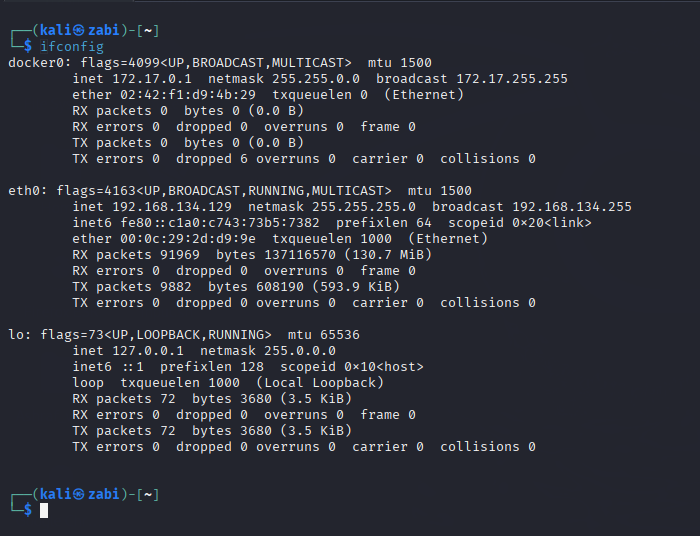 ┌──(kali㉿zabi)-[~]
└─$ ifconfig
docker0: flags=4099<UP,BROADCAST,MULTICAST>  mtu 1500
        inet 172.17.0.1  netmask 255.255.0.0  broadcast 172.17.255.255
        ether 02:42:f1:d9:4b:29  txqueuelen 0  (Ethernet)
        RX packets 0  bytes 0 (0.0 B)
        RX errors 0  dropped 0  overruns 0  frame 0
        TX packets 0  bytes 0 (0.0 B)
        TX errors 0  dropped 6 overruns 0  carrier 0  collisions 0

eth0: flags=4163<UP,BROADCAST,RUNNING,MULTICAST>  mtu 1500
        inet 192.168.134.129  netmask 255.255.255.0  broadcast 192.168.134.255
        inet6 fe80::c1a0:c743:73b5:7382  prefixlen 64  scopeid 0×20<link>
        ether 00:0c:29:2d:d9:9e  txqueuelen 1000  (Ethernet)
        RX packets 91969  bytes 137116570 (130.7 MiB)
        RX errors 0  dropped 0  overruns 0  frame 0
        TX packets 9882  bytes 608190 (593.9 KiB)
        TX errors 0  dropped 0 overruns 0  carrier 0  collisions 0

lo: flags=73<UP,LOOPBACK,RUNNING>  mtu 65536
        inet 127.0.0.1  netmask 255.0.0.0
        inet6 ::1  prefixlen 128  scopeid 0×10<host>
        loop  txqueuelen 1000  (Local Loopback)
        RX packets 72  bytes 3680 (3.5 KiB)
        RX errors 0  dropped 0  overruns 0  frame 0
        TX packets 72  bytes 3680 (3.5 KiB)
        TX errors 0  dropped 0 overruns 0  carrier 0  collisions 0

┌──(kali㉿zabi)-[~]
└─$